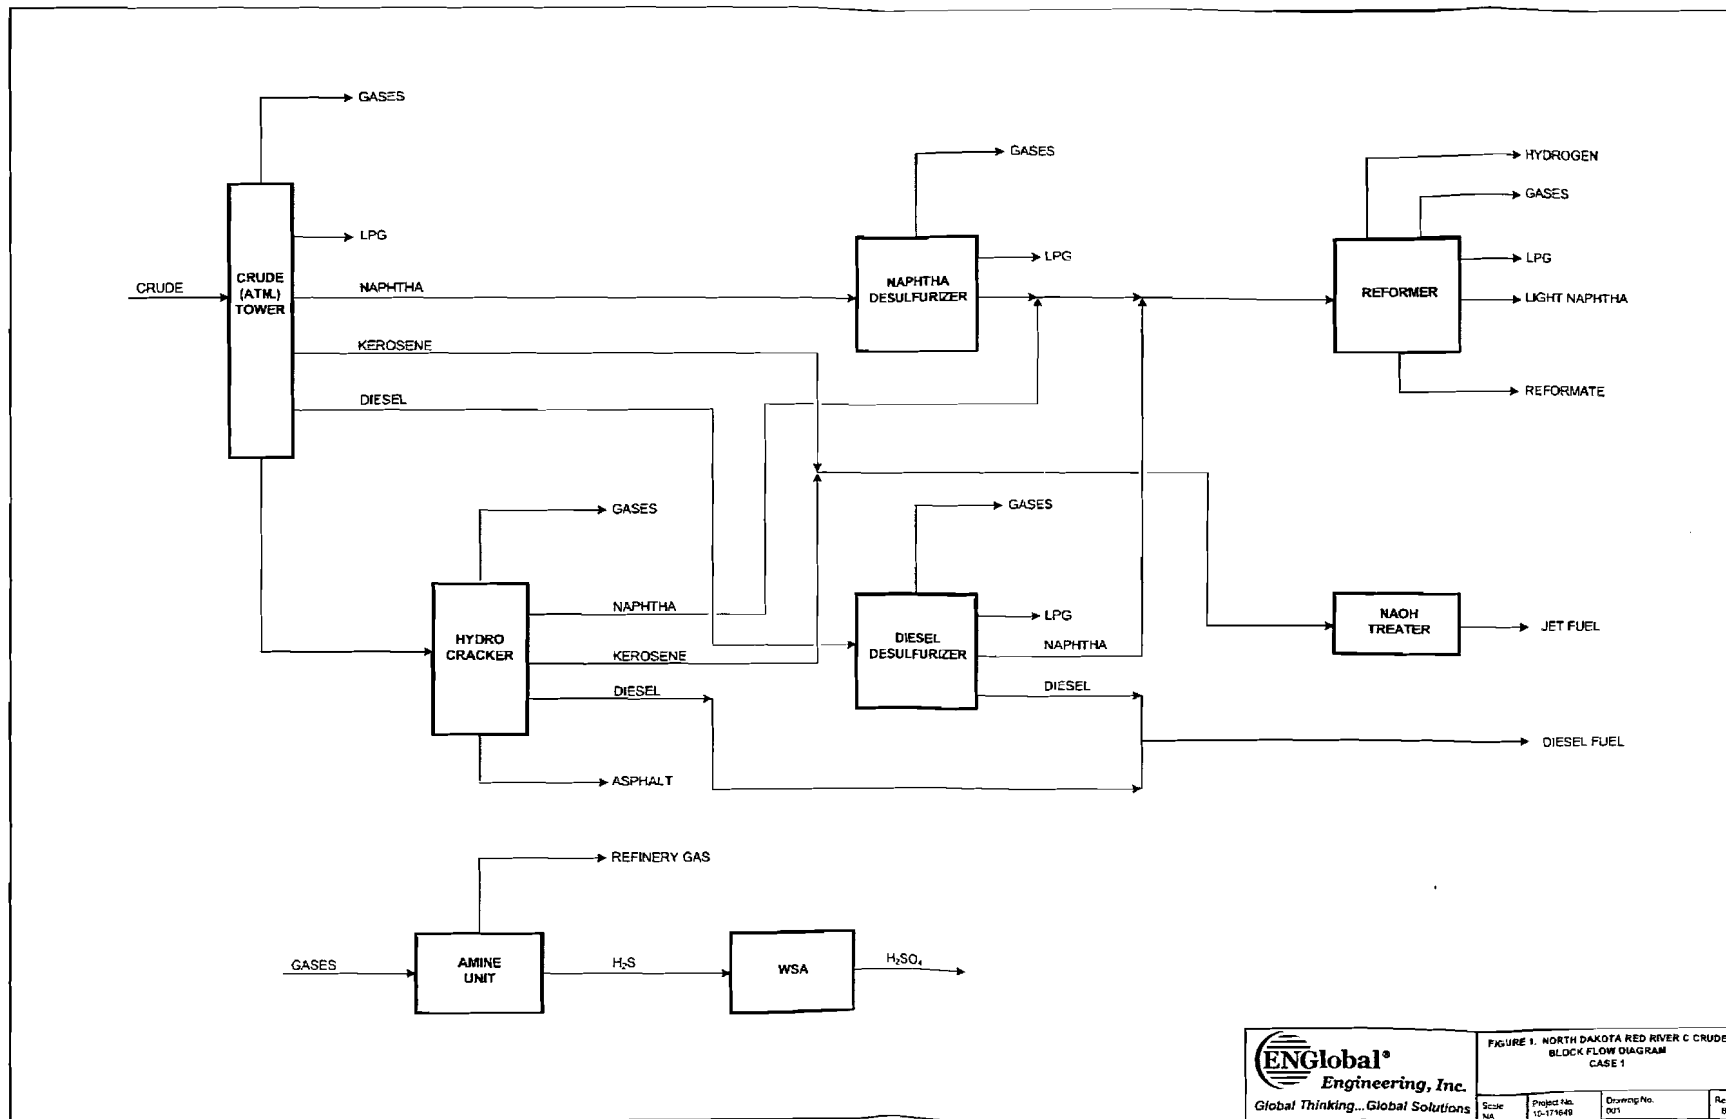 GASES
GASES
HYDROGEN
GASES
LPG
LPG
LPG
CRUDE
CRUDE
(ATM.)
TOWER
NAPHTHA
NAPHTHA
DESULFURIZER
REFORMER
LIGHT NAPHTHA
KEROSENE
DIESEL
REFORMATE
GASES
GASES
NAPHTHA
HYDRO
CRACKER
KEROSENE
DIESEL
ASPHALT
DIESEL
DESULFURIZER
LPG
NAPHTHA
DIESEL
NAOH
TREATER
JET FUEL
DIESEL FUEL
REFINERY GAS
GASES
AMINE
UNIT
H₂S
WSA
H₂SO₄
ENGlobal®
Engineering, Inc.
Global Thinking...Global Solutions
FIGURE 1. NORTH DAKOTA RED RIVER C CRUDE
BLOCK FLOW DIAGRAM
CASE 1
Scale
NA
Project No.
10-171649
Drawing No.
001